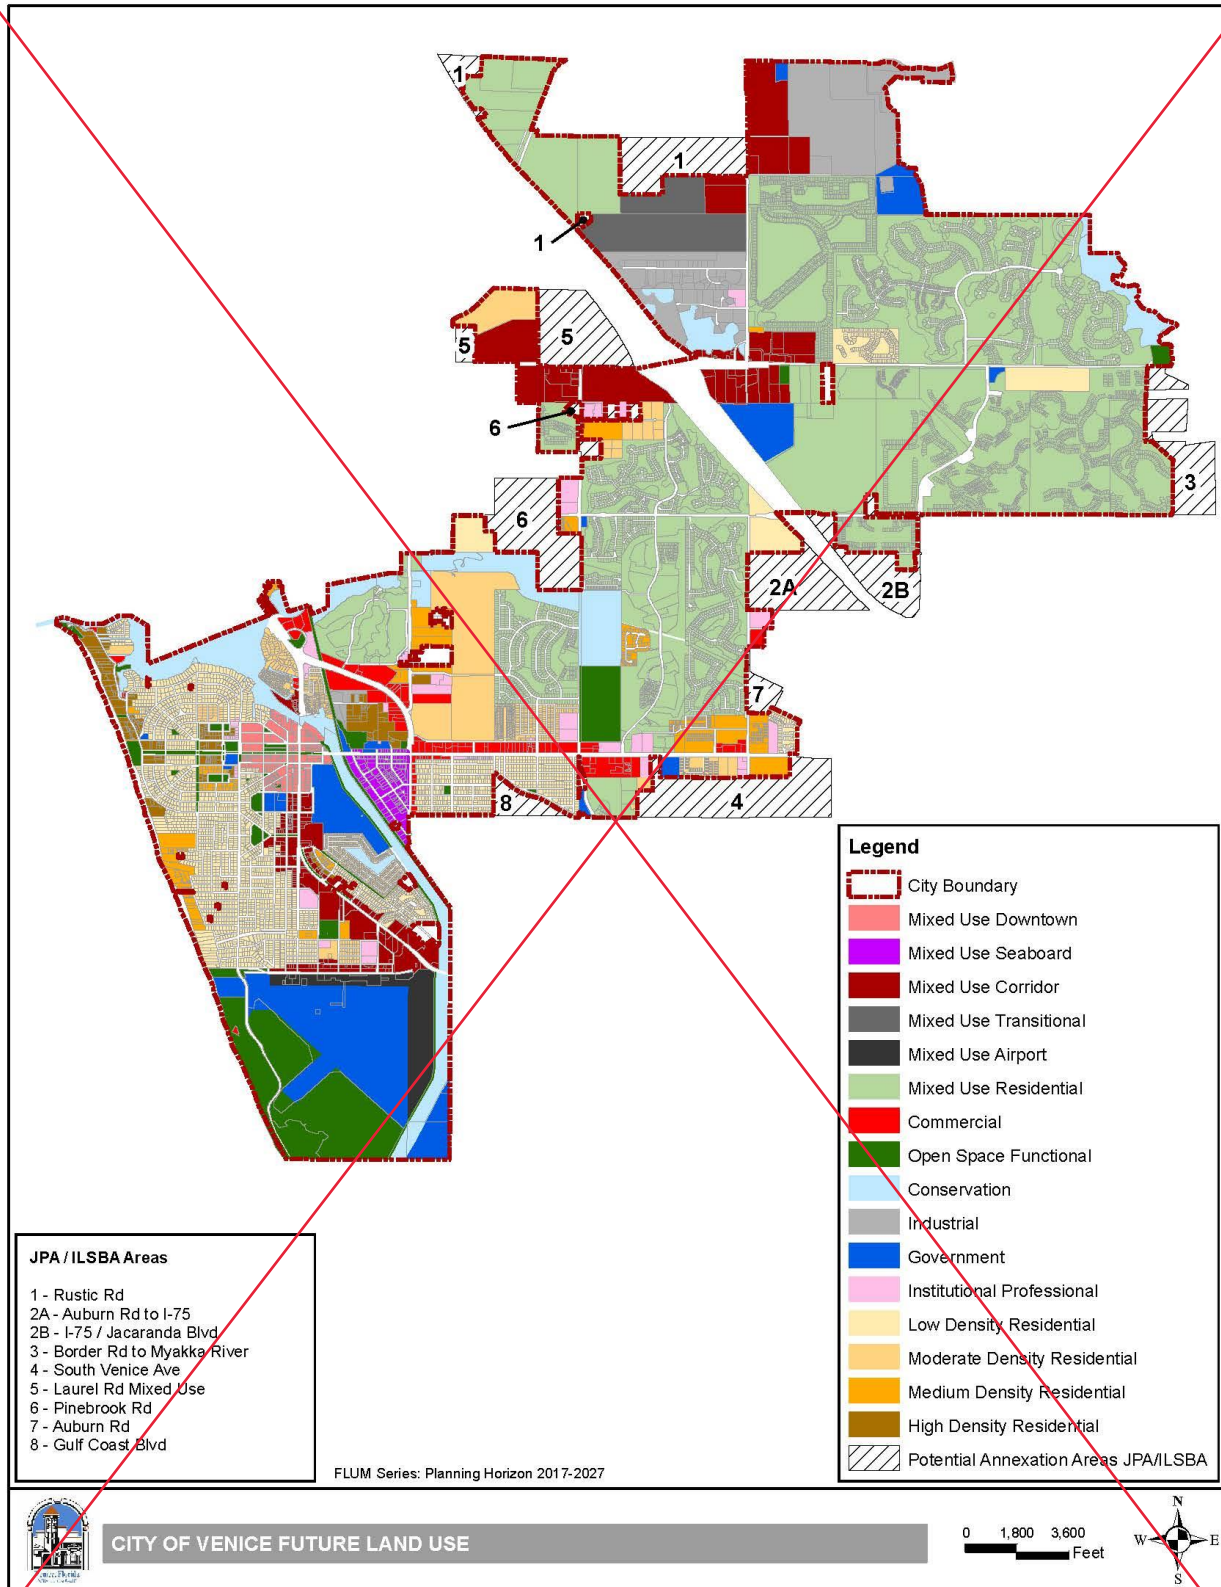 1
1
1
5
5
6
3
6
2A
2B
7
8
4
Legend
City Boundary
Mixed Use Downtown
Mixed Use Seaboard
Mixed Use Corridor
Mixed Use Transitional
Mixed Use Airport
Mixed Use Residential
Commercial
Open Space Functional
Conservation
Industrial
Government
Institutional Professional
Low Density Residential
Moderate Density Residential
Medium Density Residential
High Density Residential
Potential Annexation Areas JPA/ILSBA
JPA / ILSBA Areas
1 - Rustic Rd
2A - Auburn Rd to I-75
2B - I-75 / Jacaranda Blvd
3 - Border Rd to Myakka River
4 - South Venice Ave
5 - Laurel Rd Mixed Use
6 - Pinebrook Rd
7 - Auburn Rd
8 - Gulf Coast Blvd
FLUM Series: Planning Horizon 2017-2027
CITY OF VENICE FUTURE LAND USE
0 1,800 3,600
Feet
N
W E
S